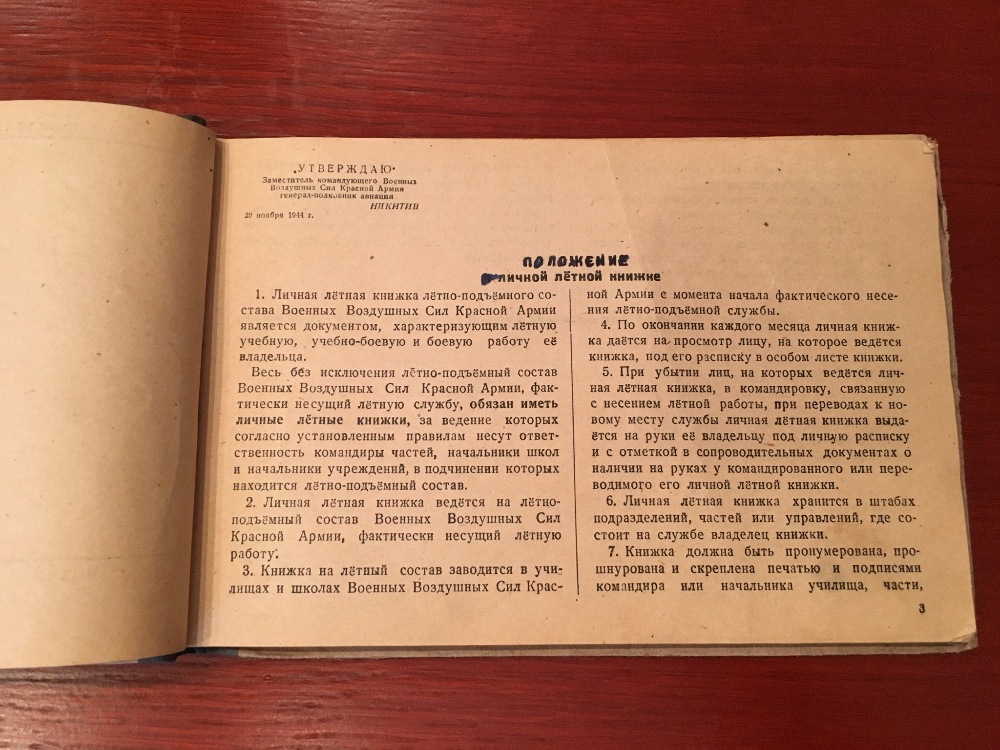 „УТВЕРЖДАЮ“
Заместитель командующего Военных
Воздушных Сил Красной Армии
генерал-полковник авиации
НИКИТИВ
29 ноября 1944 г.
ПОЛОЖЕНИЕ
личной лётной книжке
1. Личная лётная книжка лётно-подъёмного со-
става Военных Воздушных Сил Красной Армии
является документом, характеризующим лётную
учебную, учебно-боевую и боевую работу её
владельца.
Весь без исключения лётно-подъёмный состав
Военных Воздушных Сил Красной Армии, фак-
тически несущий лётную службу, обязан иметь
личные лётные книжки, за ведение которых
согласно установленным правилам несут ответ-
ственность командиры частей, начальники школ
и начальники учреждений, в подчинении которых
находится лётно-подъёмный состав.
2. Личная лётная книжка ведётся на лётно-
подъёмный состав Военных Воздушных Сил
Красной Армии, фактически несущий лётную
работу.
3. Книжка на лётный состав заводится в учи-
лищах и школах Военных Воздушных Сил Крас-
ной Армии с момента начала фактического несе-
ния лётно-подъёмной службы.
4. По окончании каждого месяца личная книж-
ка даётся на просмотр лицу, на которое ведётся
книжка, под его расписку в особом листе книжки.
5. При убытии лиц, на которых ведётся лич-
ная лётная книжка, в командировку, связанную
с несением лётной работы, при переводах к но-
вому месту службы личная лётная книжка выда-
ётся на руки её владельцу под личную расписку
и с отметкой в сопроводительных документах о
наличии на руках у командированного или пере-
водимого его личной лётной книжки.
6. Личная лётная книжка хранится в штабах
подразделений, частей или управлений, где со-
стоит на службе владелец книжки.
7. Книжка должна быть пронумерована, про-
шнурована и скреплена печатью и подписями
командира или начальника училища, части,
3